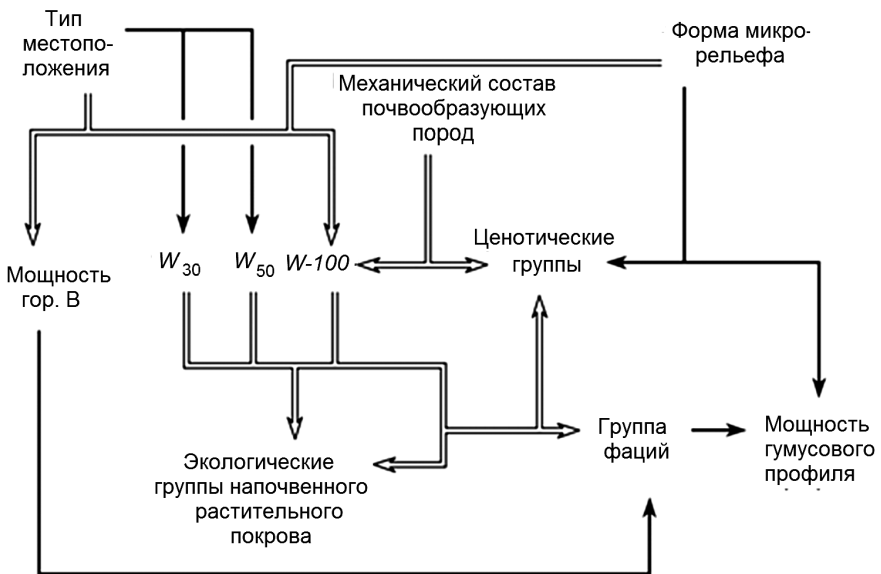 Тип
местопо-
ложения
Форма микро-
рельефа
Механический состав
почвообразующих
пород
Ценотические
группы
W30
W50
W-100
Мощность
гор. В
Группа
фаций
Мощность
гумусового
профиля
Экологические
группы напочвенного
растительного
покрова